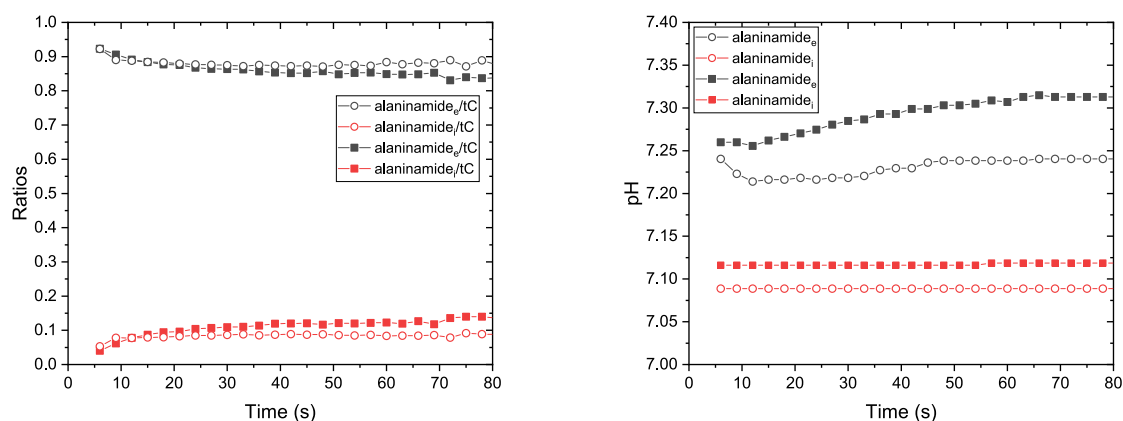 1.0
0.9
0.8
0.7
0.6
0.5
0.4
0.3
0.2
0.1
0.0
Ratios
0 10 20 30 40 50 60 70 80
Time (s)
alaninamideₑ/tC
alaninamideᵢ/tC
alaninamideₑ/tC
alaninamideᵢ/tC
7.40
7.35
7.30
7.25
7.20
7.15
7.10
7.05
7.00
pH
0 10 20 30 40 50 60 70 80
Time (s)
alaninamideₑ
alaninamideᵢ
alaninamideₑ
alaninamideᵢ